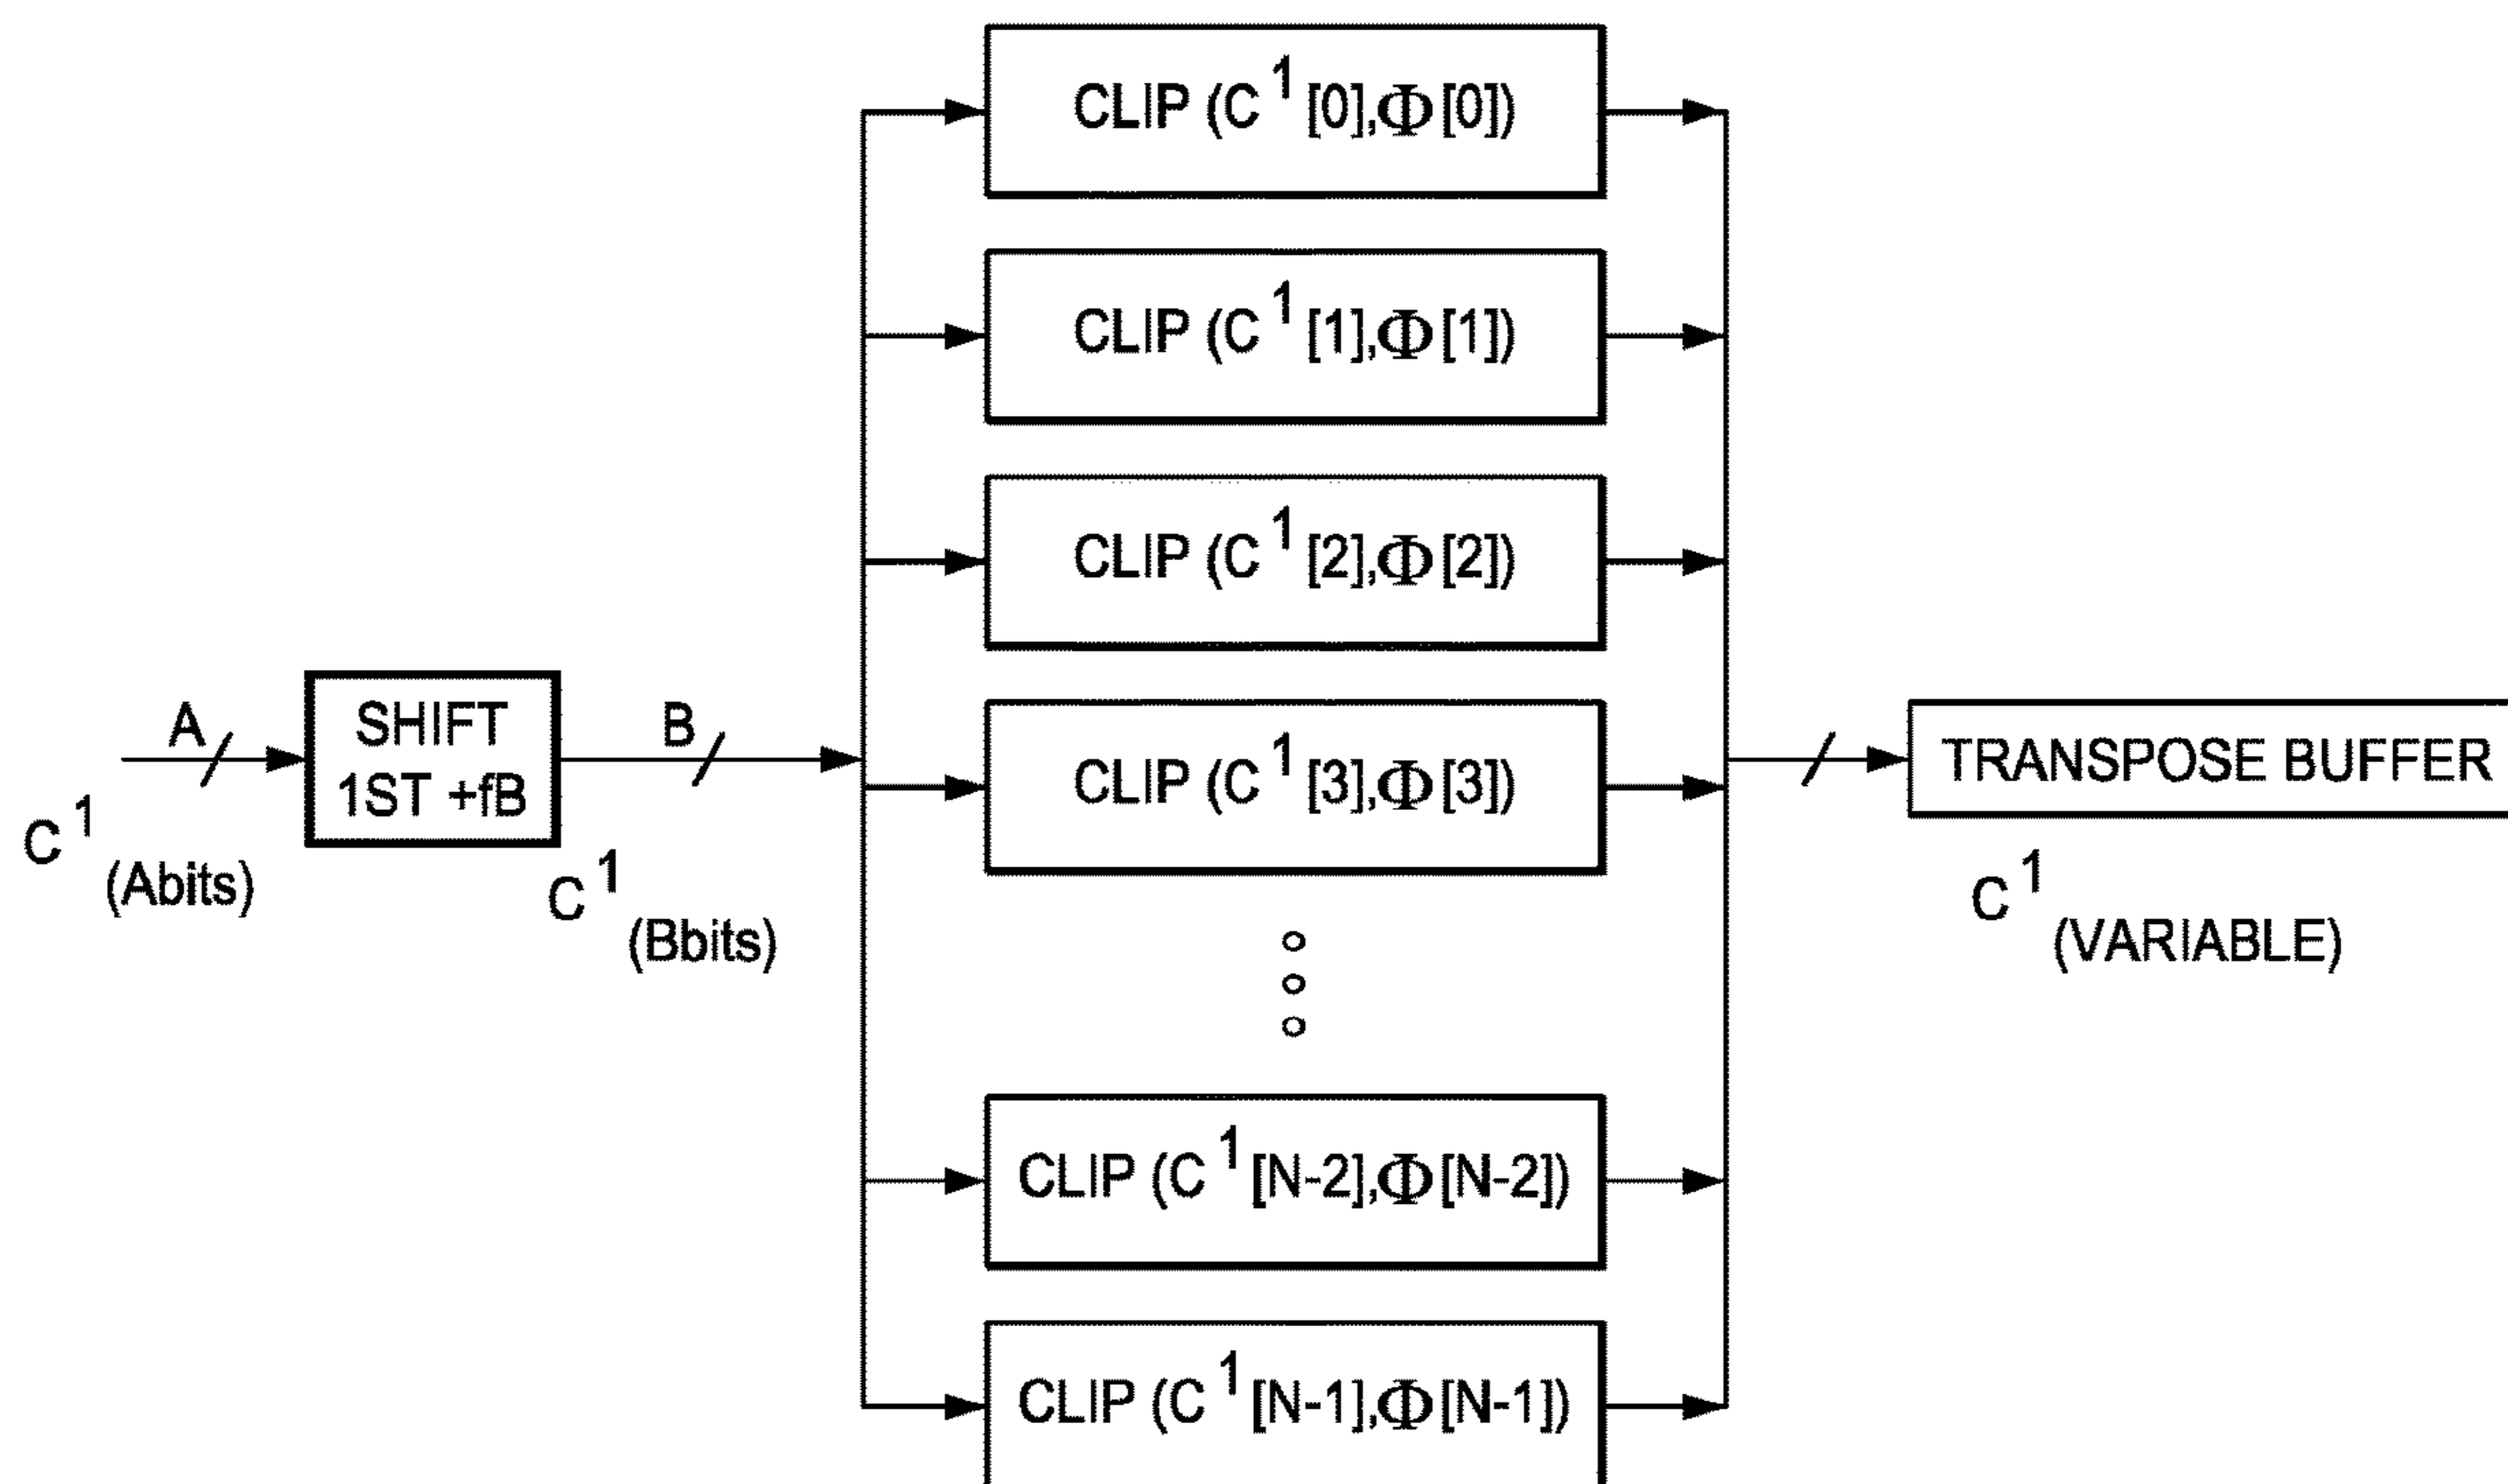 CLIP (C¹[0],Φ[0])
CLIP (C¹[1],Φ[1])
CLIP (C¹[2],Φ[2])
A
SHIFT
1ST +fB
B
CLIP (C¹[3],Φ[3])
TRANSPOSE BUFFER
C¹(Abits)
C¹(Bbits)
C¹(VARIABLE)
CLIP (C¹[N-2],Φ[N-2])
CLIP (C¹[N-1],Φ[N-1])